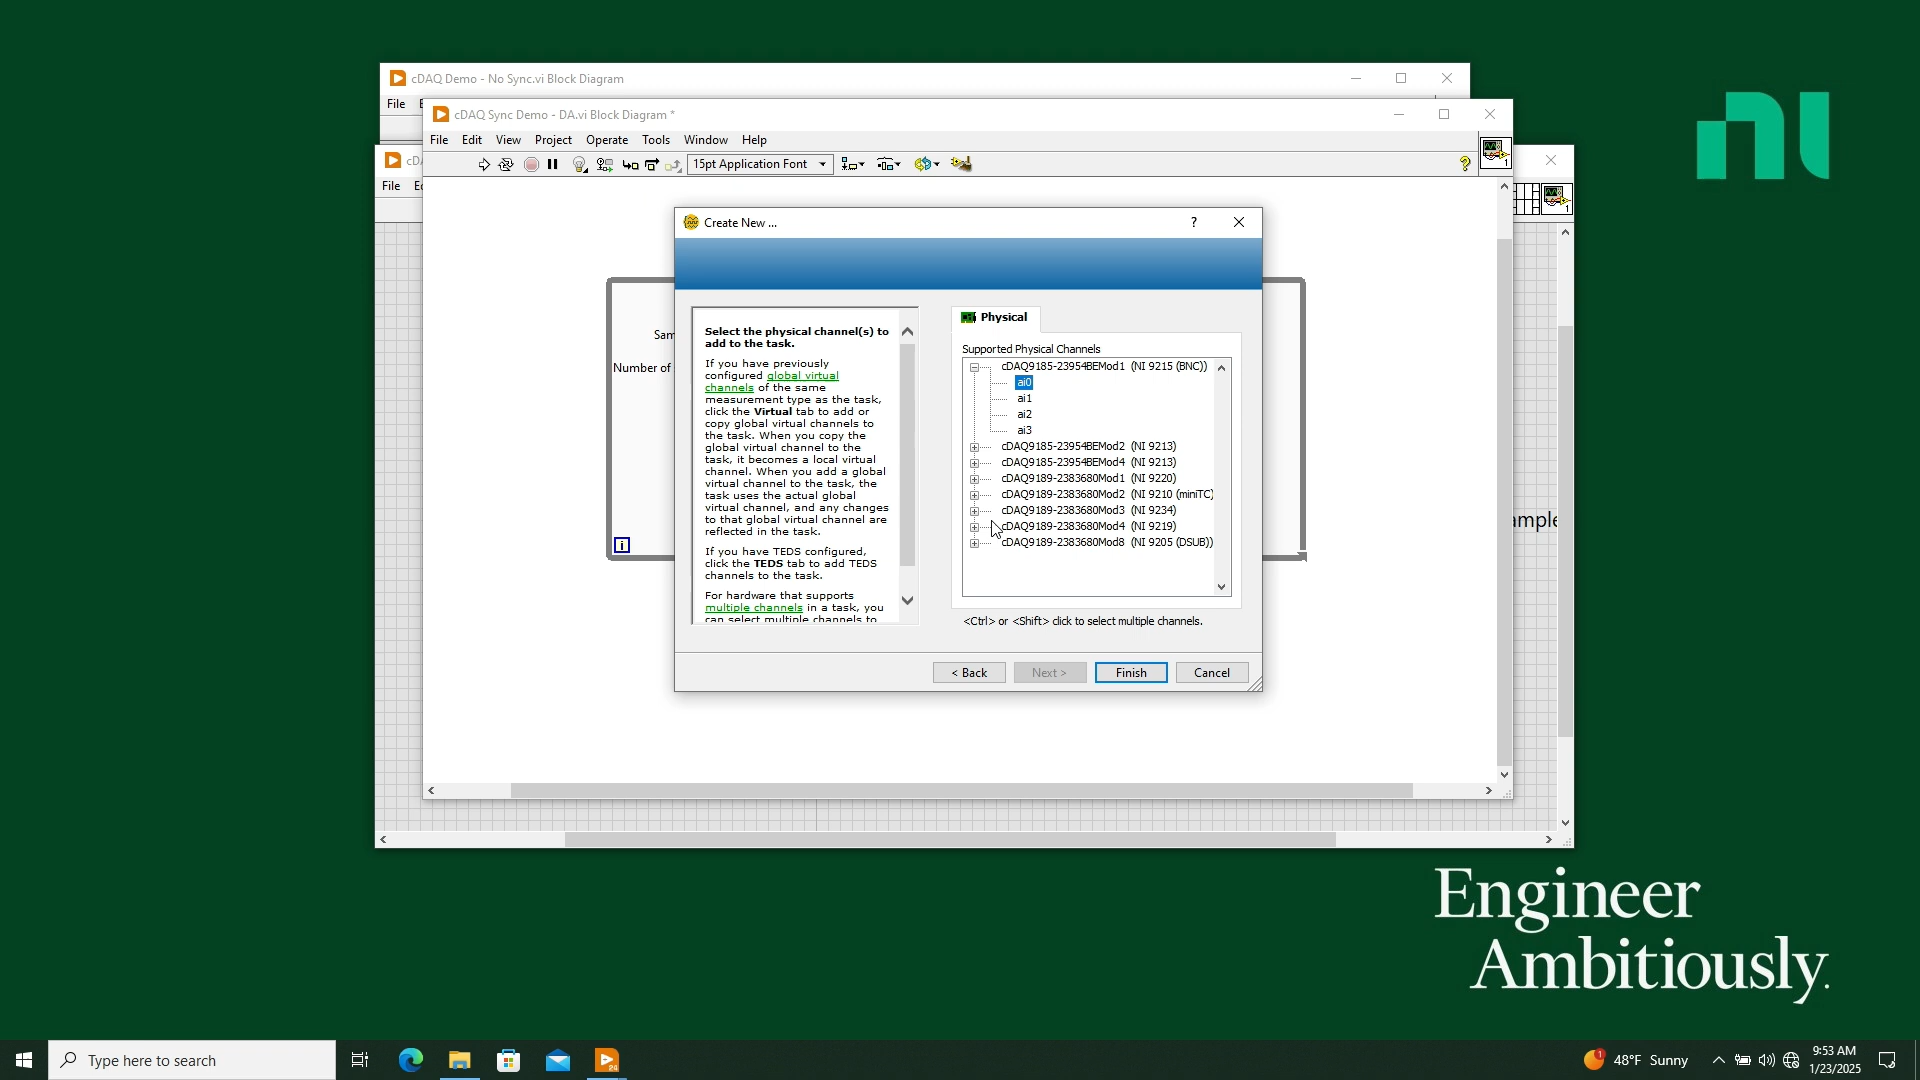 cDAQ Demo - No Sync.vi Block Diagram
File
cDAQ Sync Demo - DA.vi Block Diagram *
File Edit View Project Operate Tools Window Help
15pt Application Font
File
Create New ...
?
Physical
Select the physical channel(s) to
add to the task.
If you have previously
configured global virtual
channels of the same
measurement type as the task,
click the Virtual tab to add or
copy global virtual channels to
the task. When you copy the
global virtual channel to the
task, it becomes a local virtual
channel. When you add a global
virtual channel to the task, the
task uses the actual global
virtual channel, and any changes
to that global virtual channel are
reflected in the task.
If you have TEDS configured,
click the TEDS tab to add TEDS
channels to the task.
For hardware that supports
multiple channels in a task, you
can select multiple channels to
Supported Physical Channels
cDAQ9185-23954BEMod1 (NI 9215 (BNC))
ai0
ai1
ai2
ai3
cDAQ9185-23954BEMod2 (NI 9213)
cDAQ9185-23954BEMod4 (NI 9213)
cDAQ9189-2383680Mod1 (NI 9220)
cDAQ9189-2383680Mod2 (NI 9210 (miniTC)
cDAQ9189-2383680Mod3 (NI 9234)
cDAQ9189-2383680Mod4 (NI 9219)
cDAQ9189-2383680Mod8 (NI 9205 (DSUB))
<Ctrl> or <Shift> click to select multiple channels.
< Back Next > Finish Cancel
Sam
Number of
i
ample
ni
Engineer
Ambitiously.
Type here to search
48°F Sunny
9:53 AM
1/23/2025